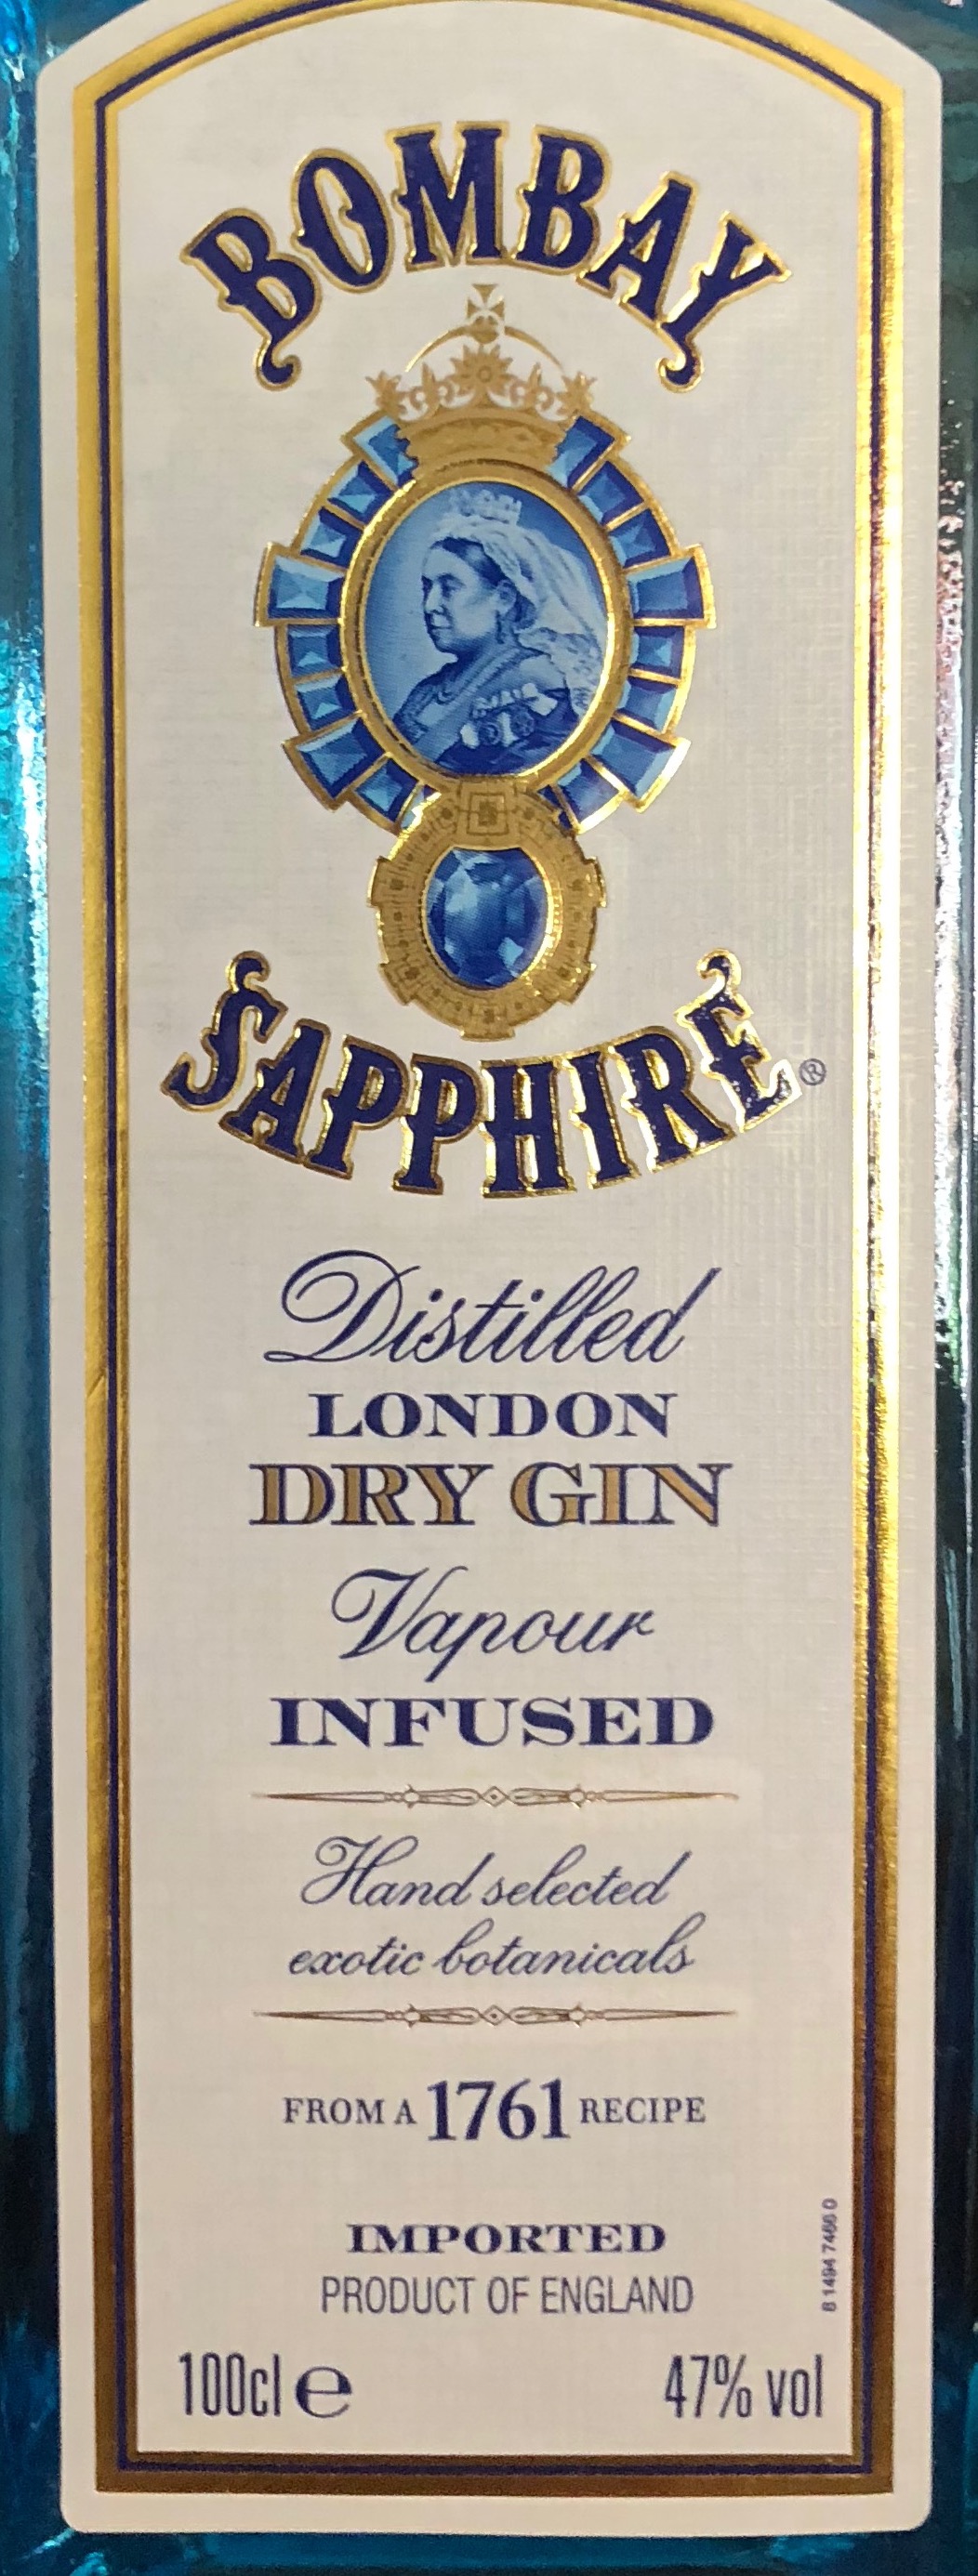 BOMBAY
SAPPHIRE®
Distilled
LONDON
DRY GIN
Vapour
INFUSED
Hand selected
exotic botanicals
FROM A 1761 RECIPE
IMPORTED
PRODUCT OF ENGLAND
100cl ℮
47% vol